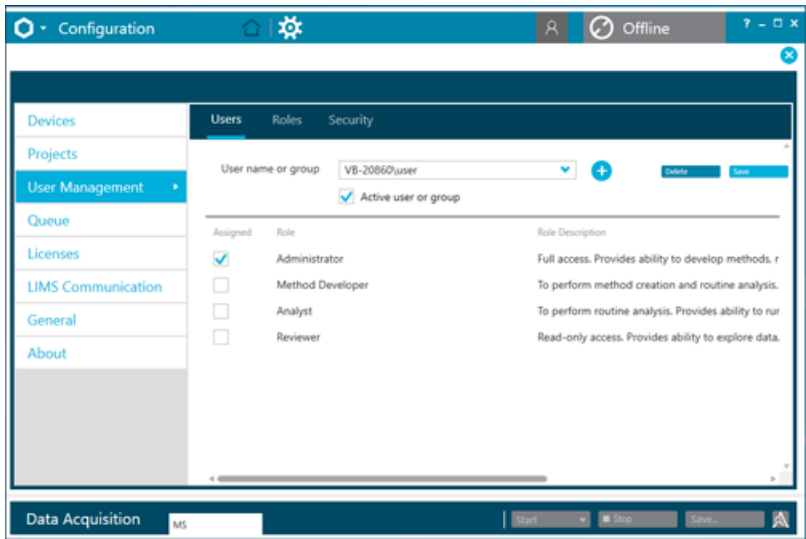 Configuration
Offline
? – □ ×
Devices
Projects
User Management
Queue
Licenses
LIMS Communication
General
About
Users Roles Security
User name or group VB-20860\user Delete Save
Active user or group
Assigned Role Role Description
Administrator Full access. Provides ability to develop methods, r
Method Developer To perform method creation and routine analysis.
Analyst To perform routine analysis. Provides ability to rur
Reviewer Read-only access. Provides ability to explore data,
Data Acquisition MS Start Stop Save...